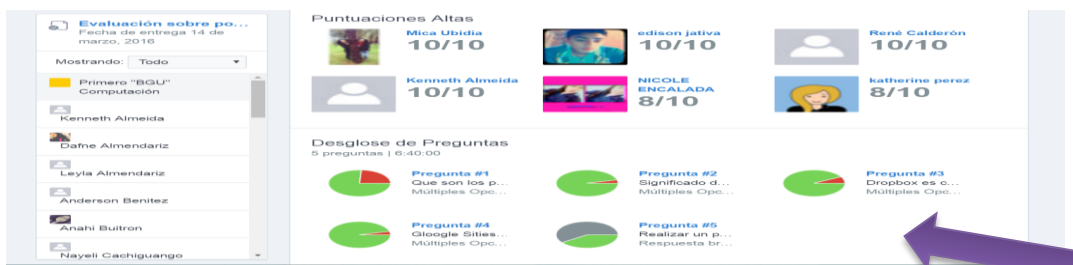 Evaluación sobre po...
Fecha de entrega 14 de
marzo, 2016
Mostrando: Todo
Primero "BGU"
Computación
Kenneth Almeida
Dafne Almendariz
Leyla Almendariz
Anderson Benitez
Anahi Buitron
Nayeli Cachiguango
Puntuaciones Altas
Mica Ubidia
10/10
edison jativa
10/10
René Calderón
10/10
Kenneth Almeida
10/10
NICOLE
ENCALADA
8/10
katherine perez
8/10
Desglose de Preguntas
5 preguntas | 6:40:00
Pregunta #1
Que son los p...
Múltiples Opc...
Pregunta #2
Significado d...
Múltiples Opc...
Pregunta #3
Dropbox es c...
Múltiples Opc...
Pregunta #4
Gloogle Sities...
Múltiples Opc...
Pregunta #5
Realizar un p...
Respuesta br...